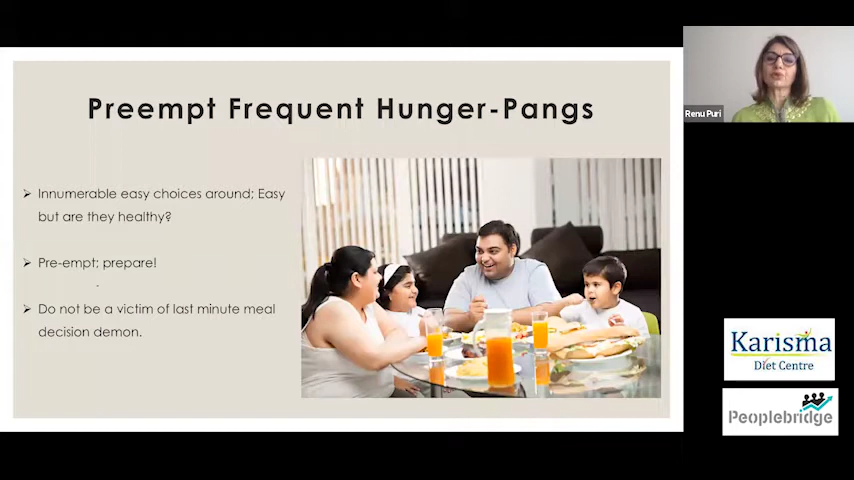 Preempt Frequent Hunger-Pangs
Innumerable easy choices around; Easy
but are they healthy?
Pre-empt; prepare!
Do not be a victim of last minute meal
decision demon.
Renu Puri
Karisma
Diet Centre
Peoplebridge